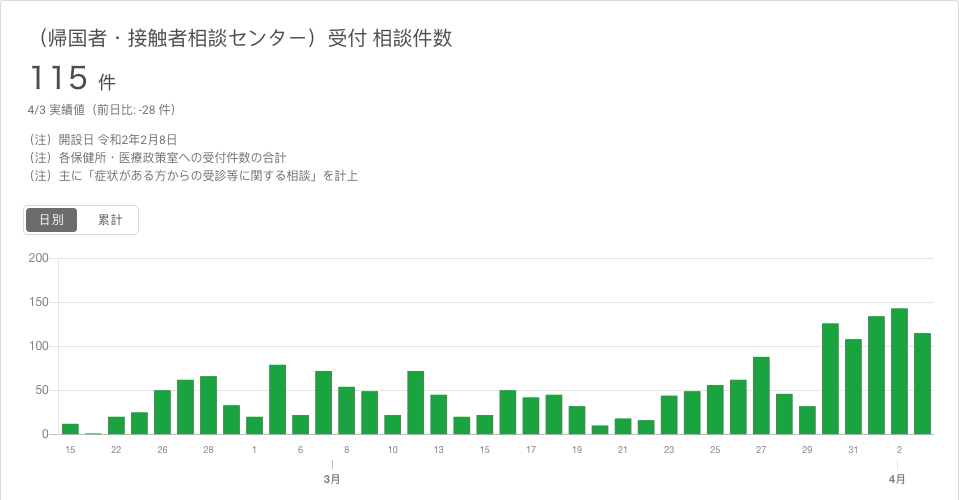 （帰国者・接触者相談センター）受付 相談件数
115 件
4/3 実績値（前日比: -28 件）
（注）開設日 令和2年2月8日
（注）各保健所・医療政策室への受付件数の合計
（注）主に「症状がある方からの受診等に関する相談」を計上
日別 累計
200
150
100
50
0
15 22 26 28 1 6 8 10 13 15 17 19 21 23 25 27 29 31 2
3月 4月